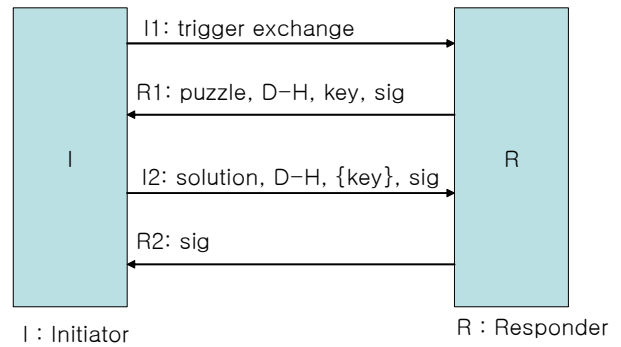 I1: trigger exchange
R1: puzzle, D-H, key, sig
I
R
I2: solution, D-H, {key}, sig
R2: sig
I : Initiator
R : Responder